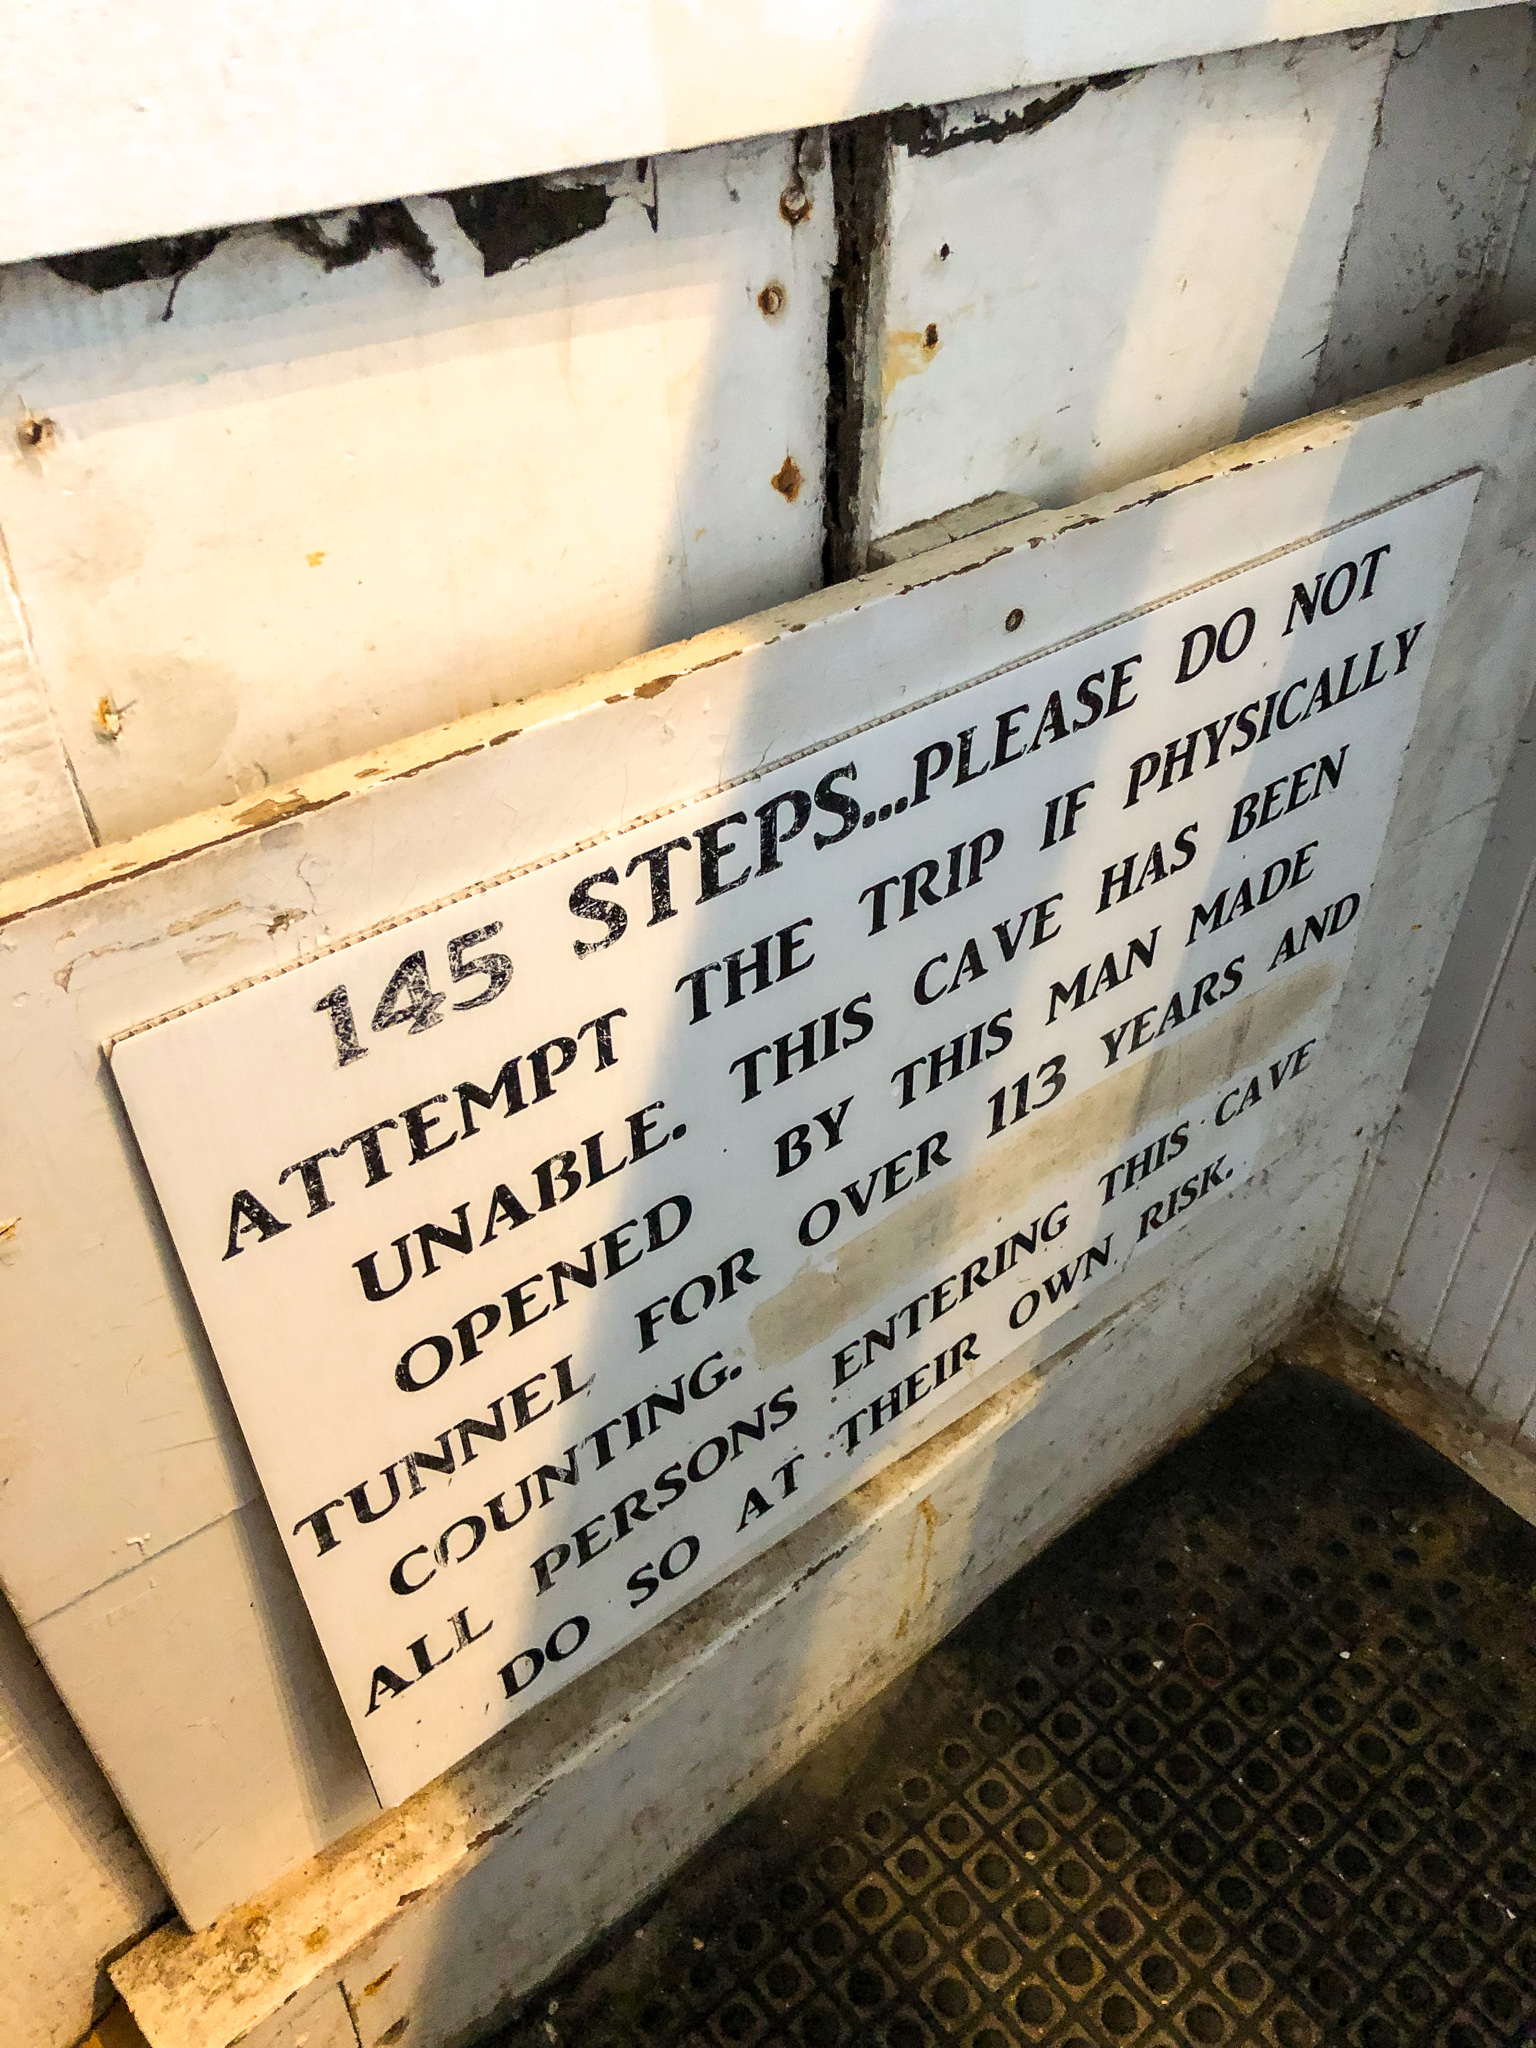 145 STEPS...PLEASE DO NOT
ATTEMPT THE TRIP IF PHYSICALLY
UNABLE. THIS CAVE HAS BEEN
OPENED BY THIS MAN MADE
TUNNEL FOR OVER 113 YEARS AND
COUNTING.
ALL PERSONS ENTERING THIS CAVE
DO SO AT THEIR OWN RISK.